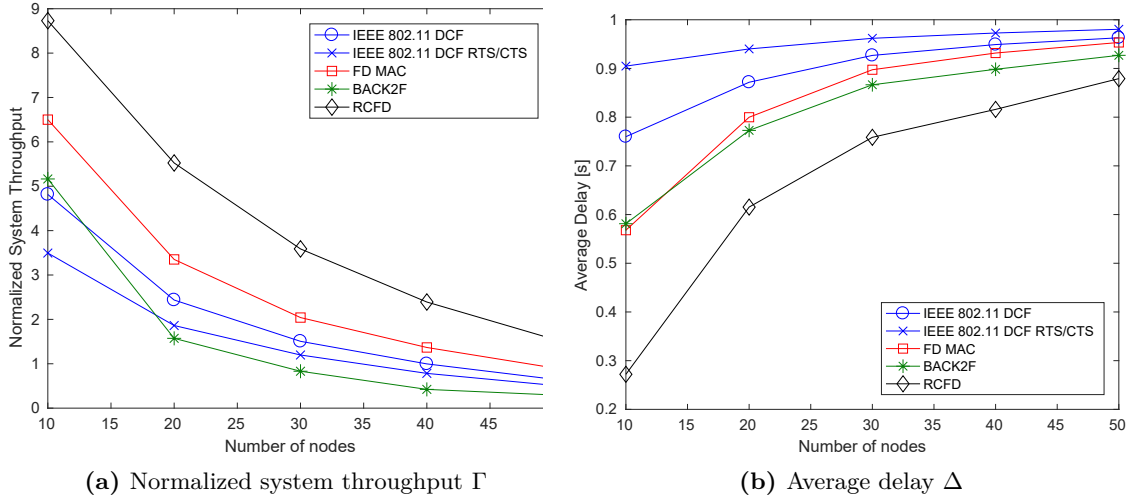 9
8
7
6
5
4
3
2
1
0
Normalized System Throughput
10 15 20 25 30 35 40 45
Number of nodes
IEEE 802.11 DCF
IEEE 802.11 DCF RTS/CTS
FD MAC
BACK2F
RCFD
(a) Normalized system throughput Γ
1
0.9
0.8
0.7
0.6
0.5
0.4
0.3
0.2
Average Delay [s]
10 15 20 25 30 35 40 45 50
Number of nodes
IEEE 802.11 DCF
IEEE 802.11 DCF RTS/CTS
FD MAC
BACK2F
RCFD
(b) Average delay Δ